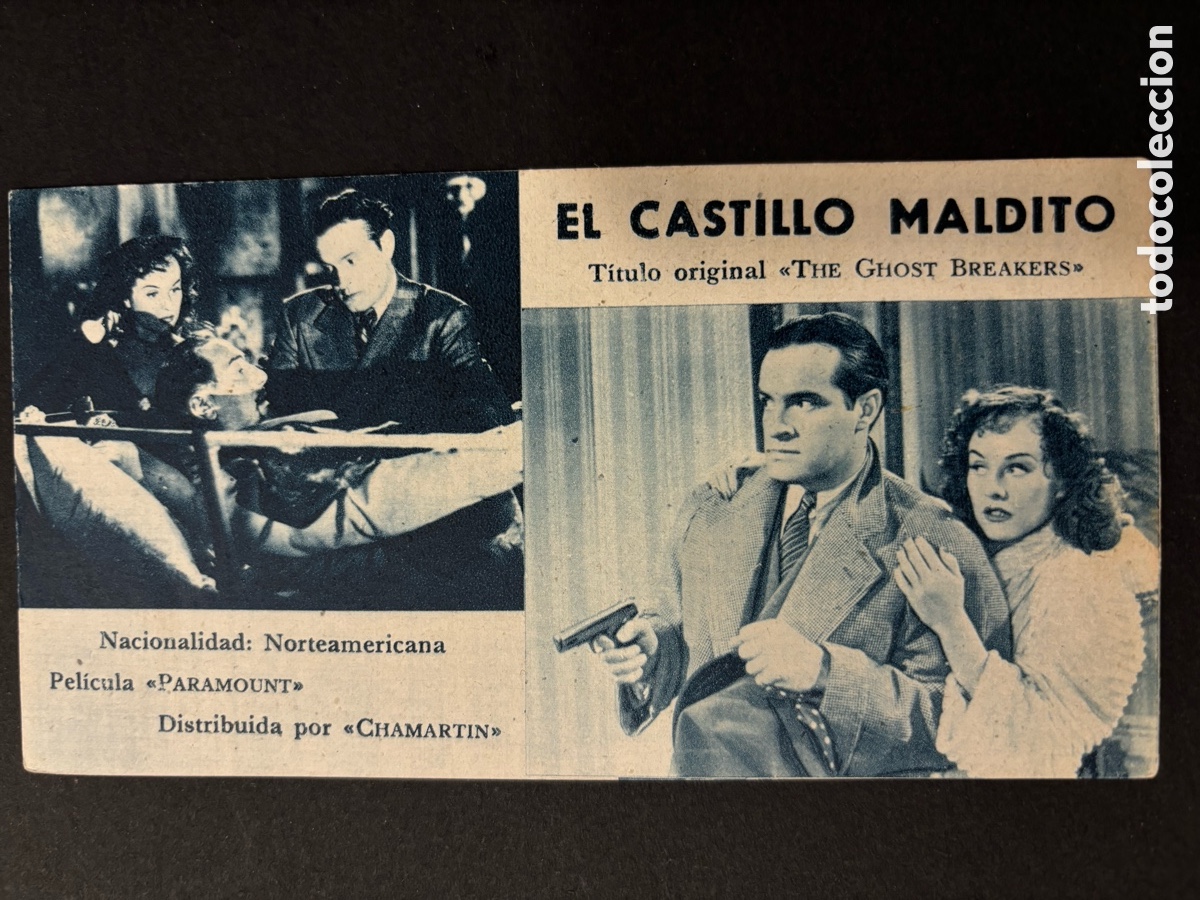 EL CASTILLO MALDITO
Título original «THE GHOST BREAKERS»
Nacionalidad: Norteamericana
Película «PARAMOUNT»
Distribuida por «CHAMARTIN»
todocoleccion